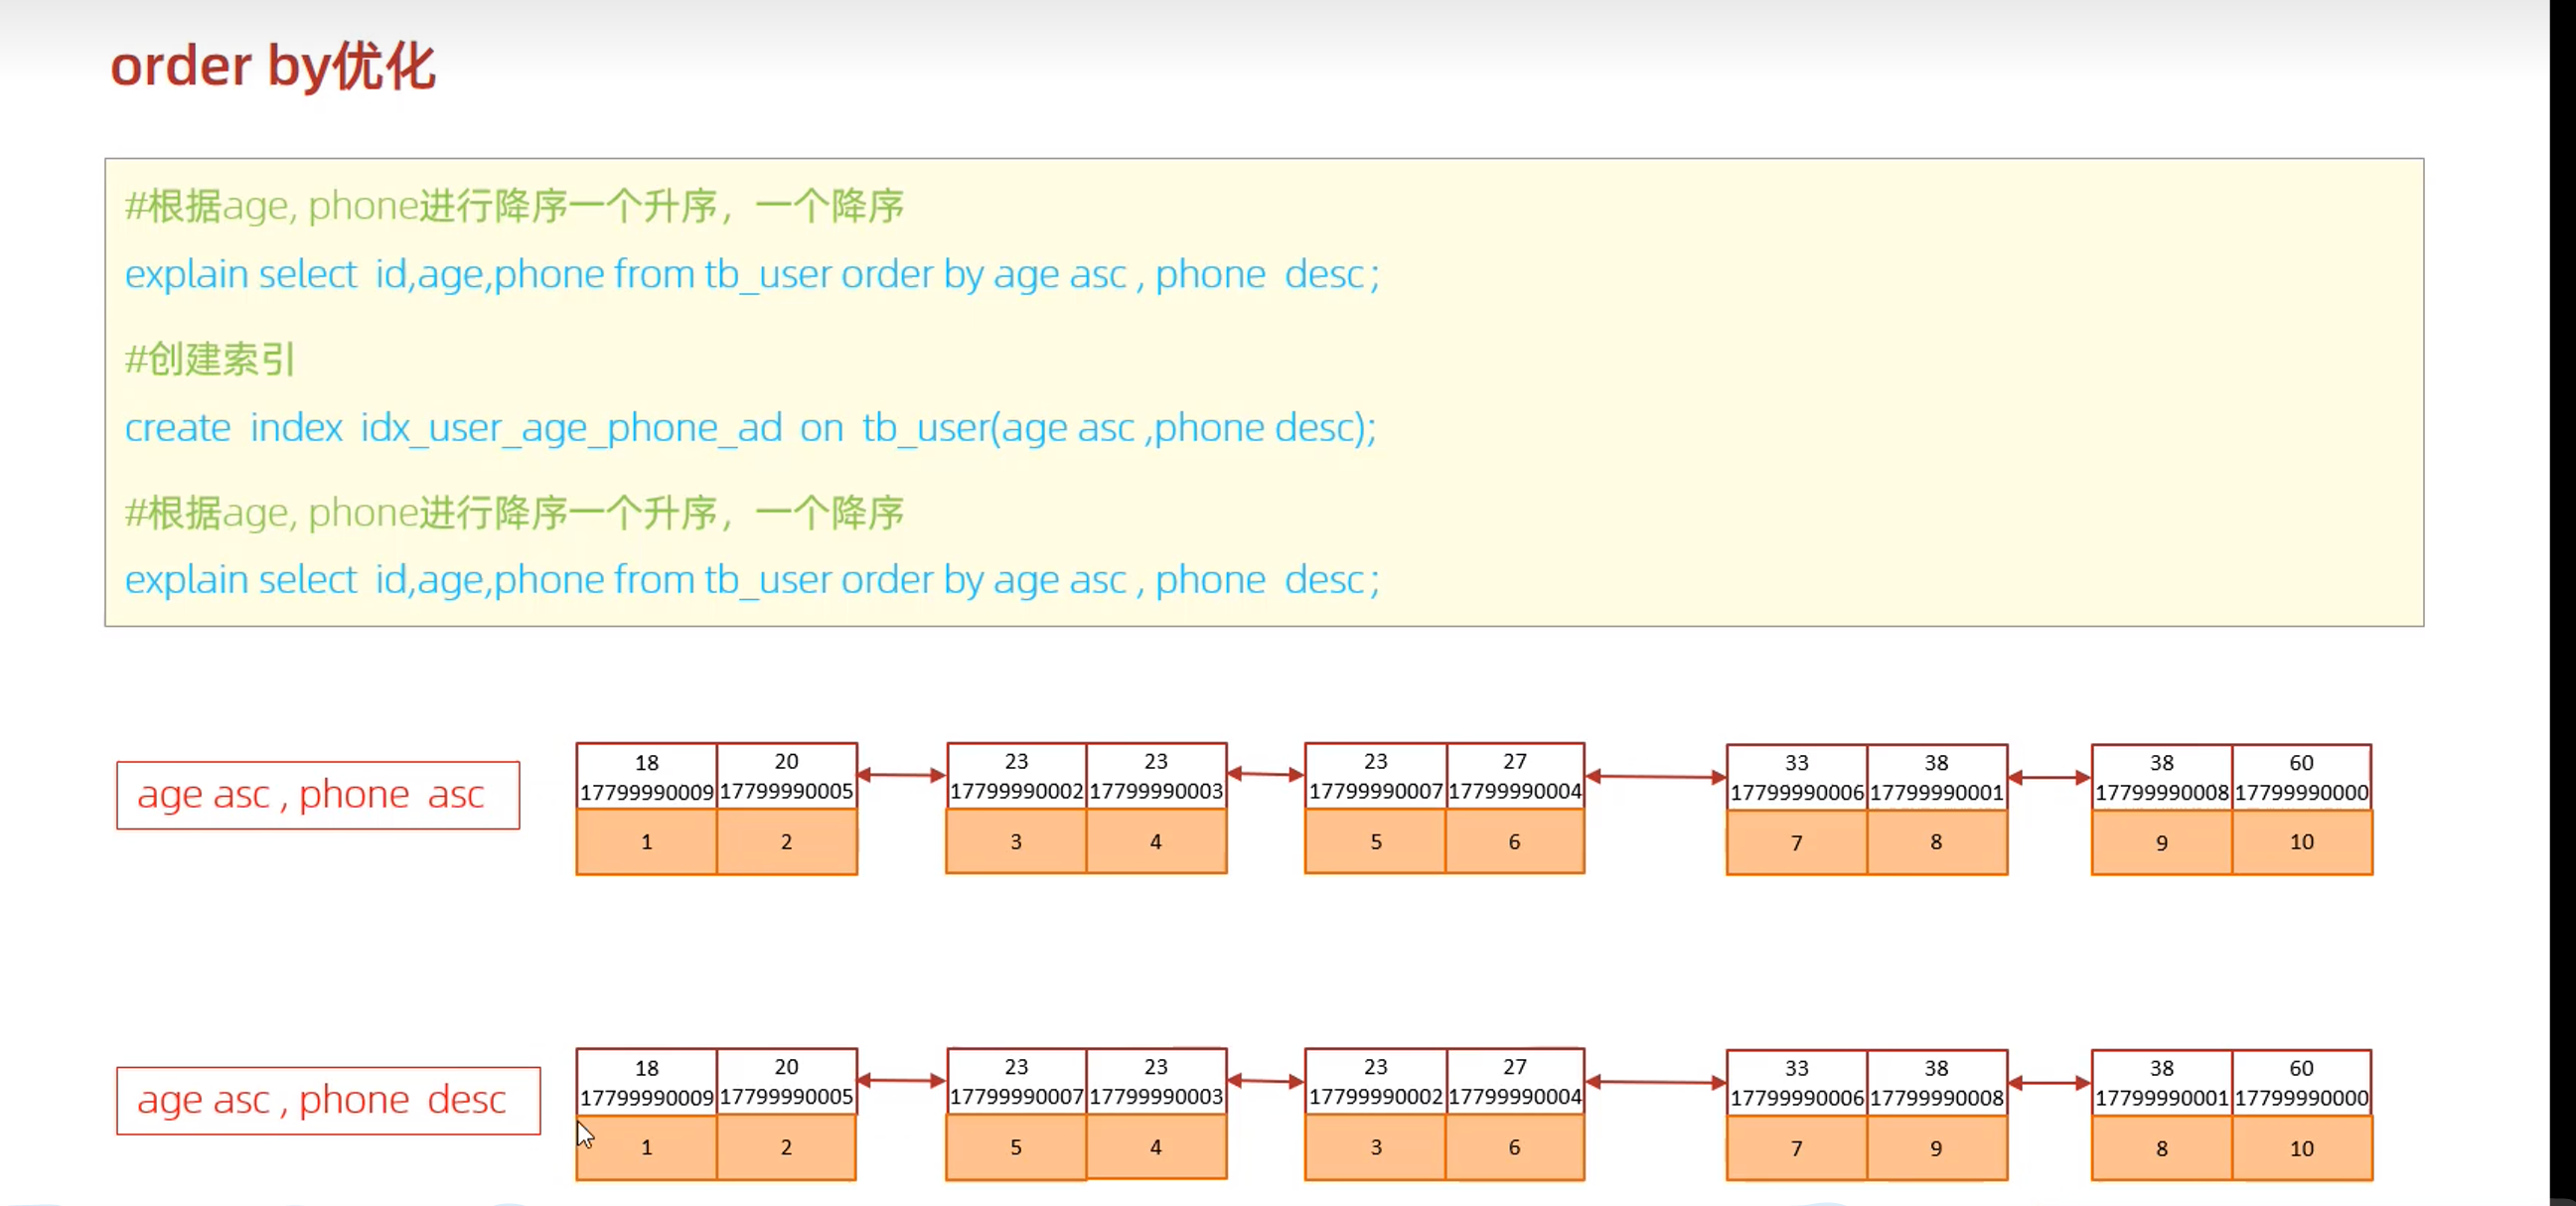 order by优化
#根据age, phone进行降序一个升序，一个降序
explain select id,age,phone from tb_user order by age asc , phone desc ;
#创建索引
create index idx_user_age_phone_ad on tb_user(age asc ,phone desc);
#根据age, phone进行降序一个升序，一个降序
explain select id,age,phone from tb_user order by age asc , phone desc ;
age asc , phone asc
18 20 23 23 23 27 33 38 38 60
17799990009 17799990005 17799990002 17799990003 17799990007 17799990004 17799990006 17799990001 17799990008 17799990000
1 2 3 4 5 6 7 8 9 10
age asc , phone desc
18 20 23 23 23 27 33 38 38 60
17799990009 17799990005 17799990007 17799990003 17799990002 17799990004 17799990006 17799990008 17799990001 17799990000
1 2 5 4 3 6 7 9 8 10